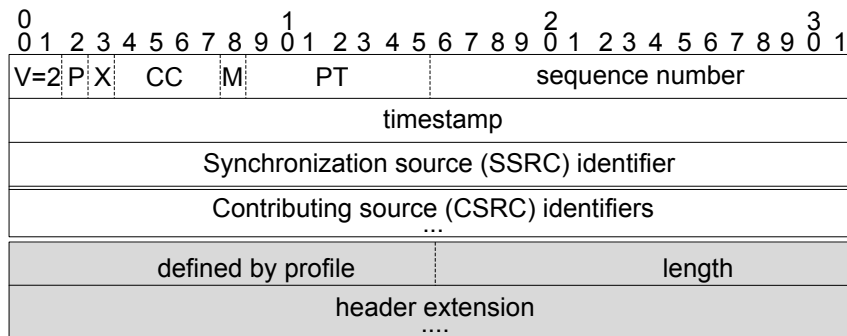 0 1 2 3
0 1 2 3 4 5 6 7 8 9 0 1 2 3 4 5 6 7 8 9 0 1 2 3 4 5 6 7 8 9 0 1
V=2 P X CC M PT sequence number
timestamp
Synchronization source (SSRC) identifier
Contributing source (CSRC) identifiers
...
defined by profile length
header extension
....